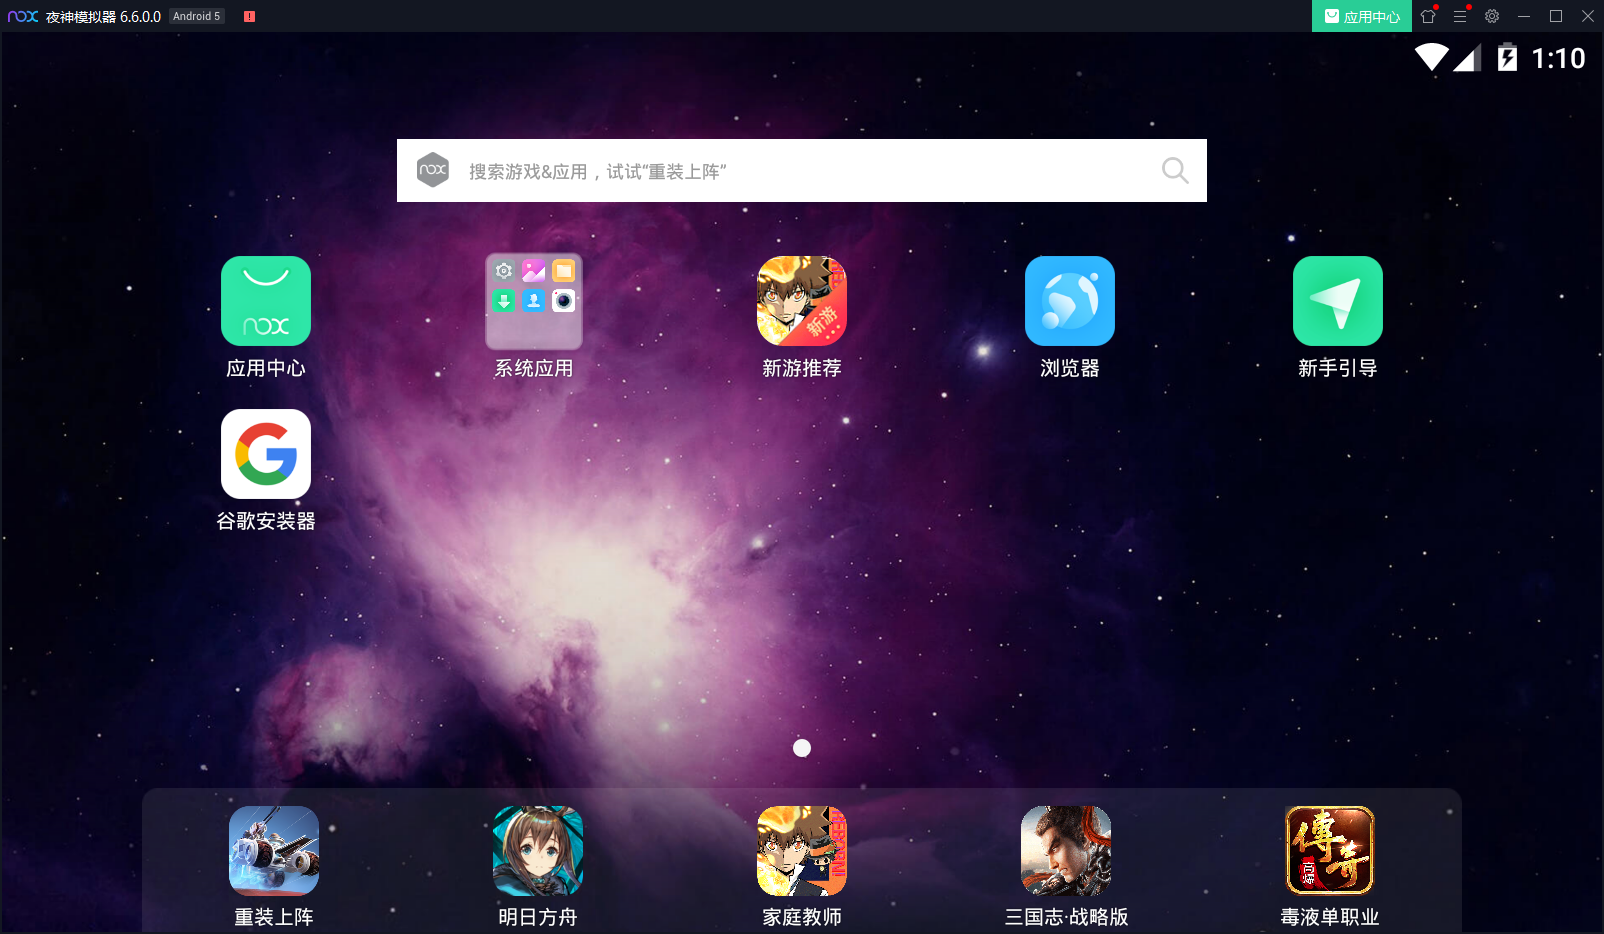 nox 夜神模拟器 6.6.0.0 Android 5 !
应用中心
1:10
nox 搜索游戏&应用，试试“重装上阵”
nox
新游
应用中心
系统应用
新游推荐
浏览器
新手引导
G
谷歌安装器
REBORN!
傳奇
重装上阵
明日方舟
家庭教师
三国志·战略版
毒液单职业